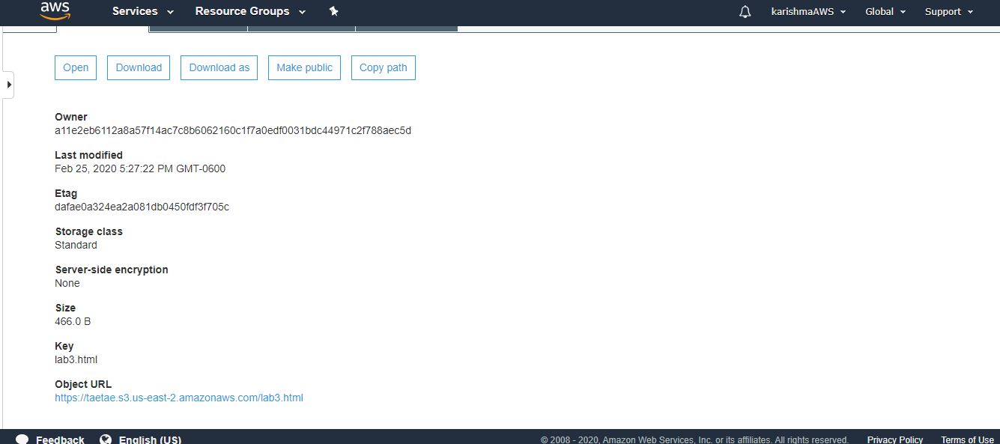 aws Services Resource Groups karishmaAWS Global Support
Open Download Download as Make public Copy path
Owner
a11e2eb6112a8a57f14ac7c8b6062160c1f7a0edf0031bdc44971c2f788aec5d
Last modified
Feb 25, 2020 5:27:22 PM GMT-0600
Etag
dafae0a324ea2a081db0450fdf3f705c
Storage class
Standard
Server-side encryption
None
Size
466.0 B
Key
lab3.html
Object URL
https://taetae.s3.us-east-2.amazonaws.com/lab3.html
Feedback English (US) © 2008 - 2020, Amazon Web Services, Inc. or its affiliates. All rights reserved. Privacy Policy Terms of Use